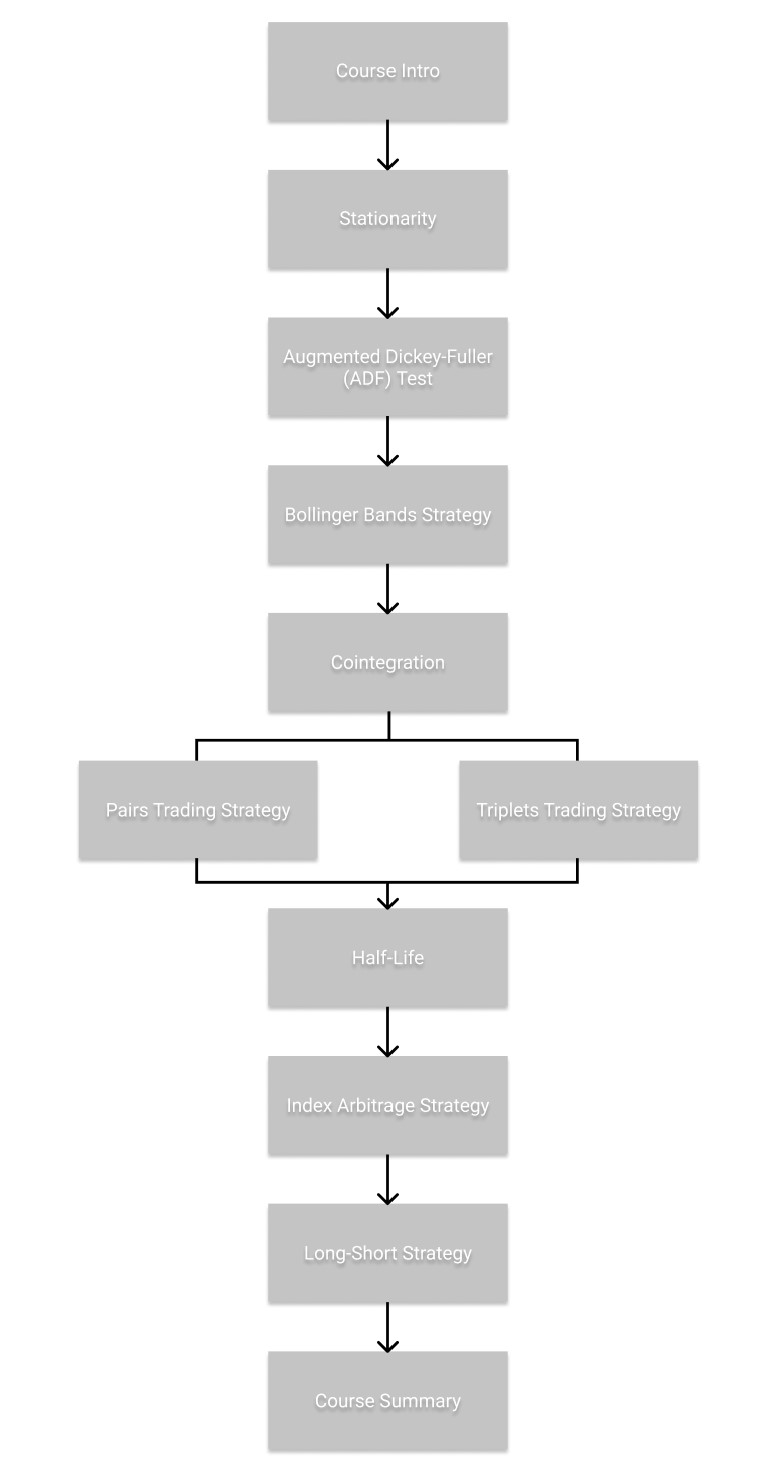 Course Intro
Stationarity
Augmented Dickey-Fuller
(ADF) Test
Bollinger Bands Strategy
Cointegration
Pairs Trading Strategy
Triplets Trading Strategy
Half-Life
Index Arbitrage Strategy
Long-Short Strategy
Course Summary